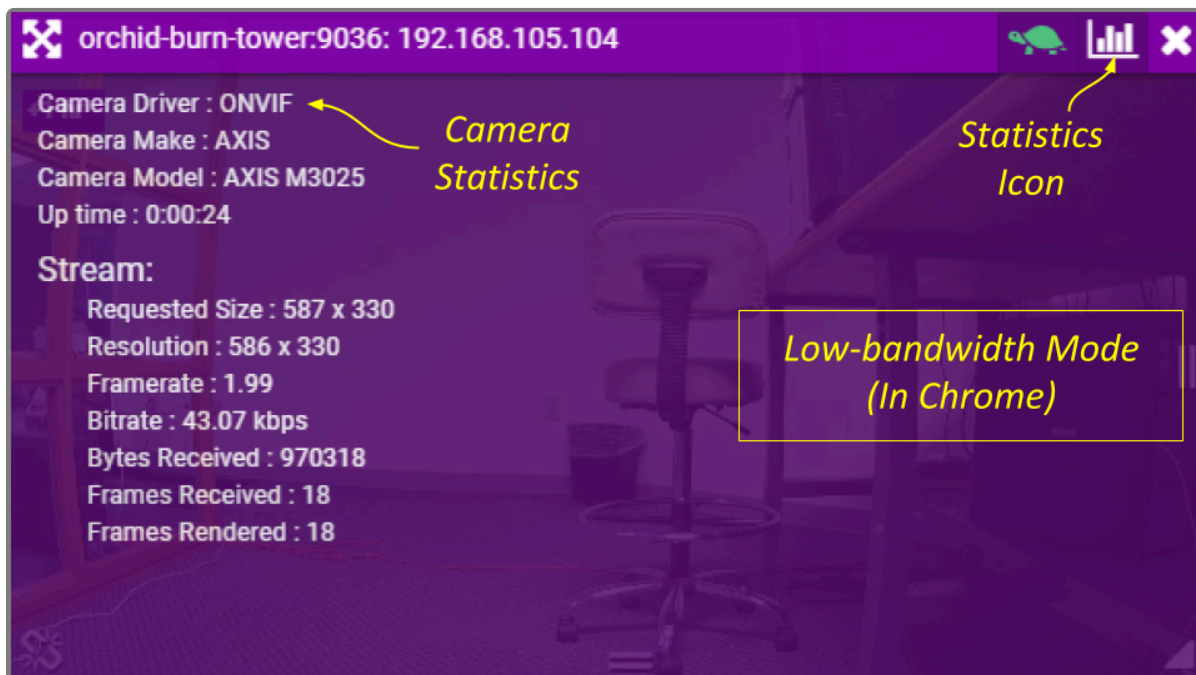 orchid-burn-tower:9036: 192.168.105.104
Camera Driver : ONVIF
Camera Make : AXIS
Camera Model : AXIS M3025
Up time : 0:00:24
Camera
Statistics
Statistics
Icon
Stream:
Requested Size : 587 x 330
Resolution : 586 x 330
Framerate : 1.99
Bitrate : 43.07 kbps
Bytes Received : 970318
Frames Received : 18
Frames Rendered : 18
Low-bandwidth Mode
(In Chrome)